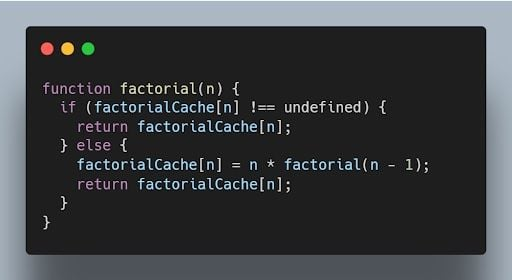 function factorial(n) {
  if (factorialCache[n] !== undefined) {
    return factorialCache[n];
  } else {
    factorialCache[n] = n * factorial(n - 1);
    return factorialCache[n];
  }
}